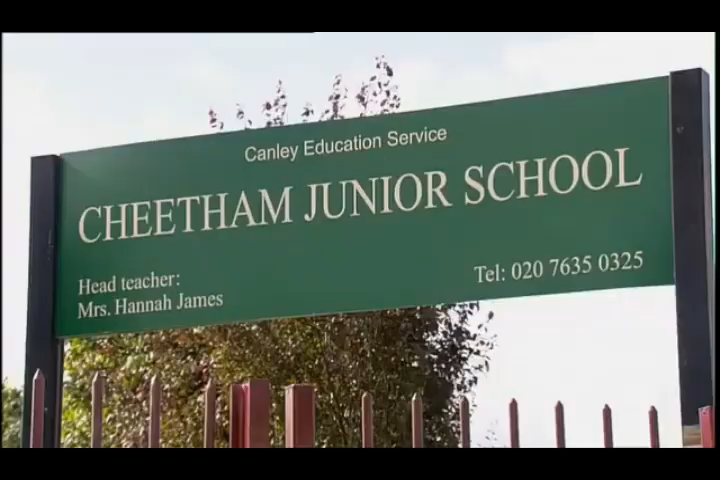 Canley Education Service
CHEETHAM JUNIOR SCHOOL
Head teacher:
Mrs. Hannah James
Tel: 020 7635 0325